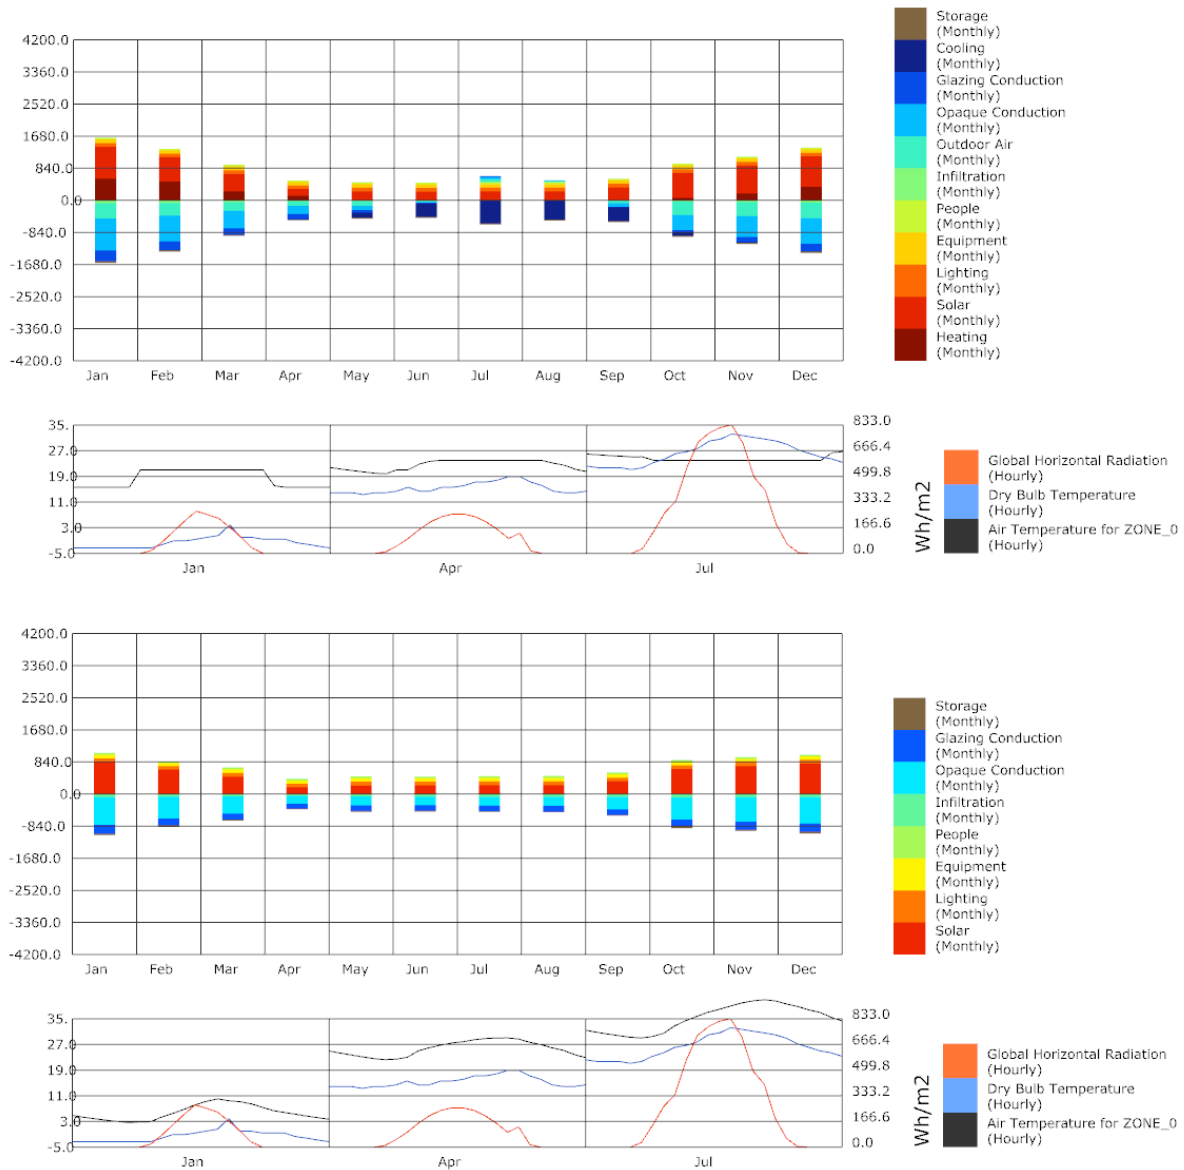 4200.0
3360.0
2520.0
1680.0
840.0
0.0
-840.0
-1680.0
-2520.0
-3360.0
-4200.0
Jan Feb Mar Apr May Jun Jul Aug Sep Oct Nov Dec
Storage
(Monthly)
Cooling
(Monthly)
Glazing Conduction
(Monthly)
Opaque Conduction
(Monthly)
Outdoor Air
(Monthly)
Infiltration
(Monthly)
People
(Monthly)
Equipment
(Monthly)
Lighting
(Monthly)
Solar
(Monthly)
Heating
(Monthly)
35.
27.0
19.0
11.0
3.0
-5.0
Jan Apr Jul
833.0
666.4
499.8
333.2
166.6
0.0
Wh/m2
Global Horizontal Radiation
(Hourly)
Dry Bulb Temperature
(Hourly)
Air Temperature for ZONE_0
(Hourly)
4200.0
3360.0
2520.0
1680.0
840.0
0.0
-840.0
-1680.0
-2520.0
-3360.0
-4200.0
Jan Feb Mar Apr May Jun Jul Aug Sep Oct Nov Dec
Storage
(Monthly)
Glazing Conduction
(Monthly)
Opaque Conduction
(Monthly)
Infiltration
(Monthly)
People
(Monthly)
Equipment
(Monthly)
Lighting
(Monthly)
Solar
(Monthly)
35.
27.0
19.0
11.0
3.0
-5.0
Jan Apr Jul
833.0
666.4
499.8
333.2
166.6
0.0
Wh/m2
Global Horizontal Radiation
(Hourly)
Dry Bulb Temperature
(Hourly)
Air Temperature for ZONE_0
(Hourly)